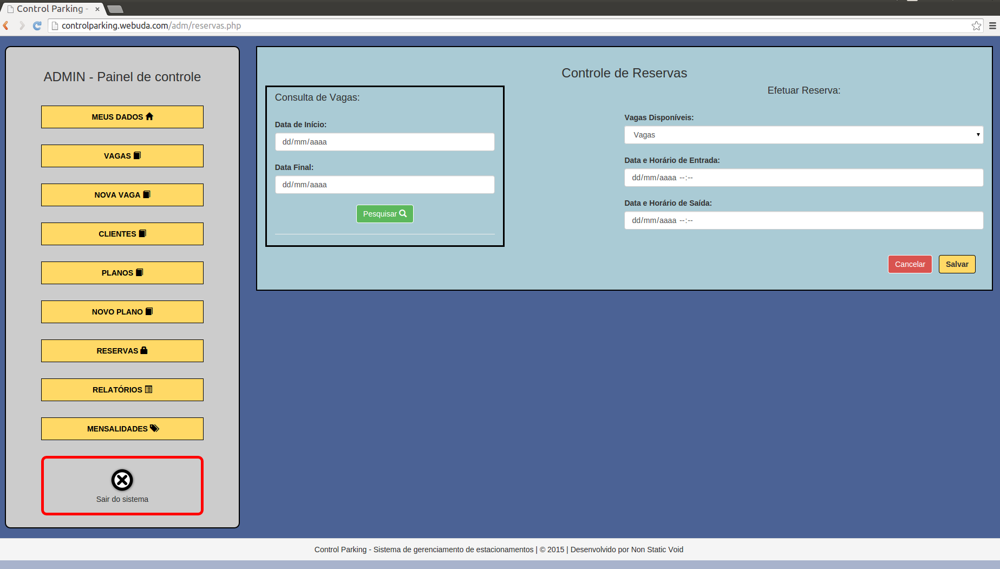 Control Parking -
controlparking.webuda.com/adm/reservas.php
ADMIN - Painel de controle
MEUS DADOS
VAGAS
NOVA VAGA
CLIENTES
PLANOS
NOVO PLANO
RESERVAS
RELATÓRIOS
MENSALIDADES
Sair do sistema
Controle de Reservas
Consulta de Vagas:
Data de Início:
dd/mm/aaaa
Data Final:
dd/mm/aaaa
Pesquisar
Efetuar Reserva:
Vagas Disponíveis:
Vagas
Data e Horário de Entrada:
dd/mm/aaaa --:--
Data e Horário de Saída:
dd/mm/aaaa --:--
Cancelar Salvar
Control Parking - Sistema de gerenciamento de estacionamentos | © 2015 | Desenvolvido por Non Static Void